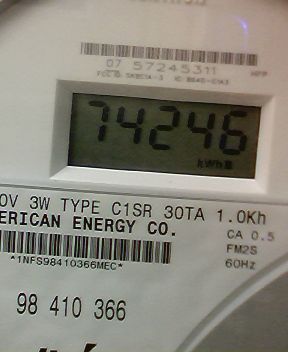 07 57245311
74246
kWh
0V 3W TYPE C1SR 30TA 1.0Kh
ERICAN ENERGY CO.
CA 0.5
FM2S
*1NFS98410366MEC*
60Hz
98 410 366